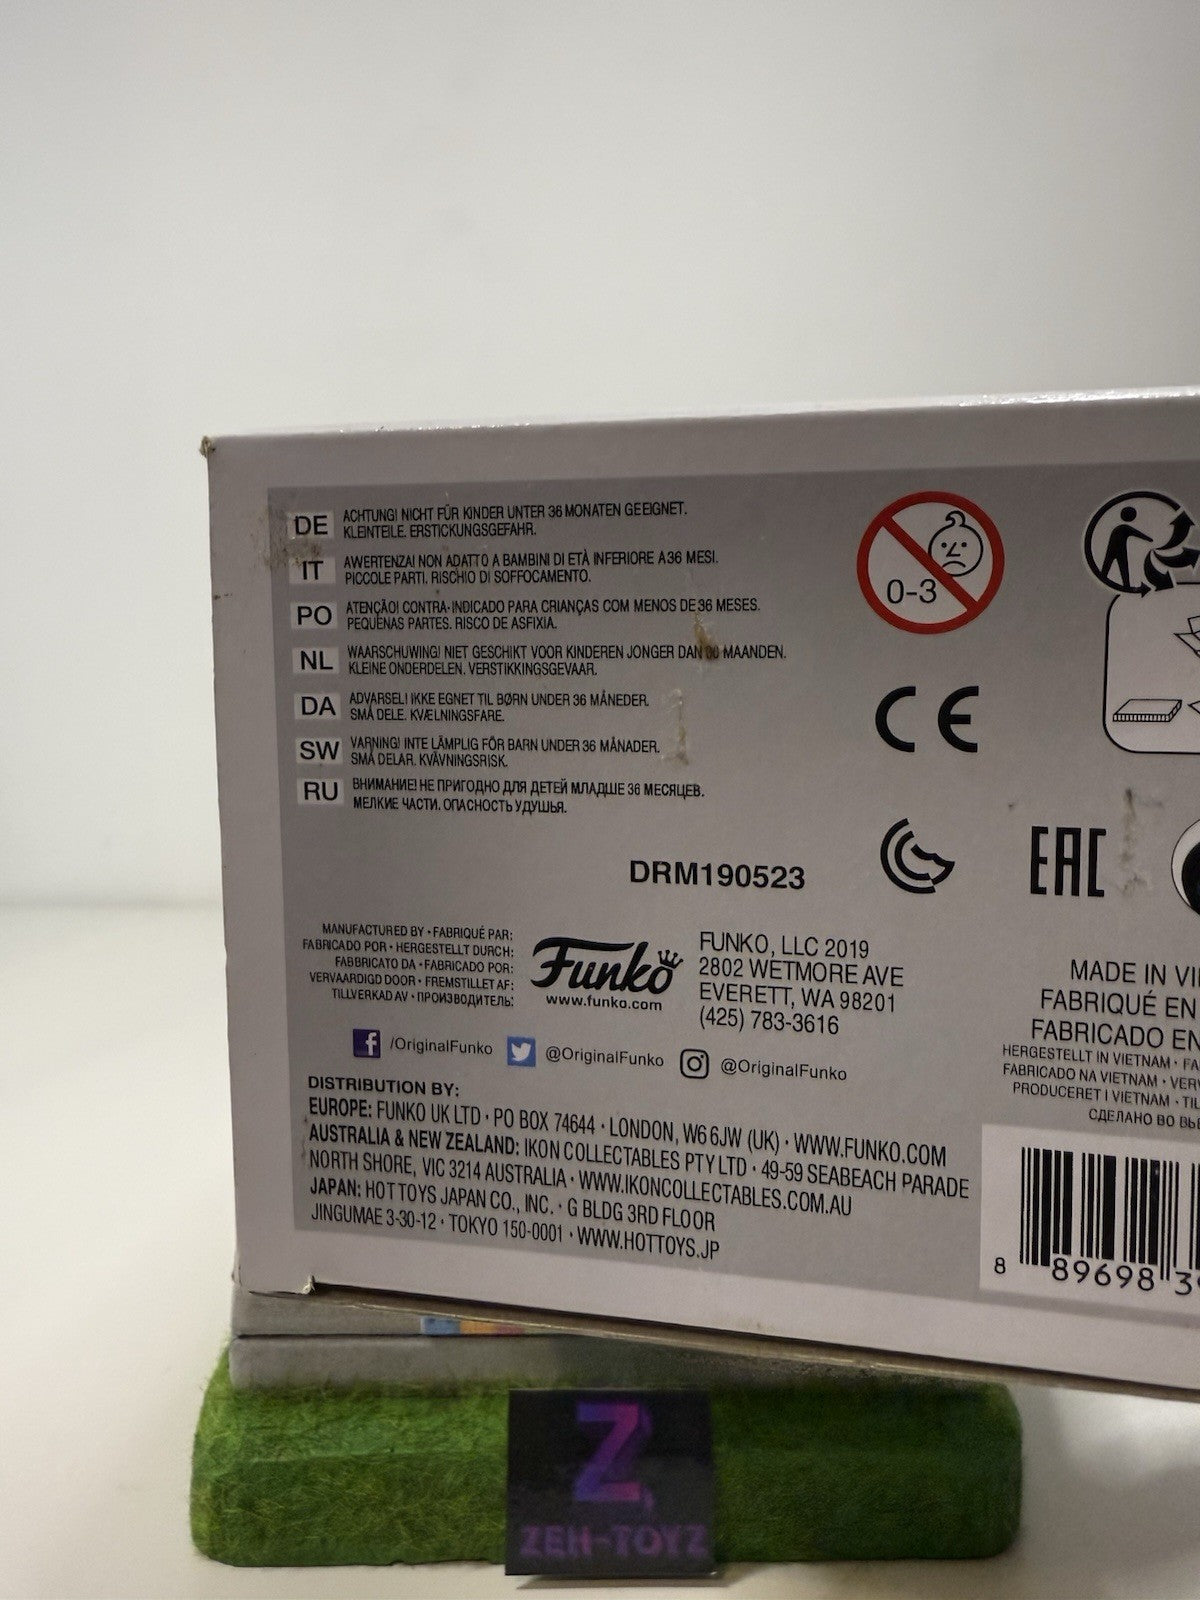 DE ACHTUNG! NICHT FÜR KINDER UNTER 36 MONATEN GEEIGNET.
KLEINTEILE. ERSTICKUNGSGEFAHR.
IT AWERTENZA! NON ADATTO A BAMBINI DI ETÀ INFERIORE A 36 MESI.
PICCOLE PARTI. RISCHIO DI SOFFOCAMENTO.
PO ATENÇÃO! CONTRA-INDICADO PARA CRIANÇAS COM MENOS DE 36 MESES.
PEQUENAS PARTES. RISCO DE ASFIXIA.
NL WAARSCHUWING! NIET GESCHIKT VOOR KINDEREN JONGER DAN MAANDEN.
KLEINE ONDERDELEN. VERSTIKKINGSGEVAAR.
DA ADVARSEL! IKKE EGNET TIL BØRN UNDER 36 MÅNEDER.
SMÅ DELE. KVÆLNINGSFARE.
SW VARNING! INTE LÄMPLIG FÖR BARN UNDER 36 MÅNADER.
SMÅ DELAR. KVÄVNINGSRISK.
RU ВНИМАНИЕ! НЕ ПРИГОДНО ДЛЯ ДЕТЕЙ МЛАДШЕ 36 МЕСЯЦЕВ.
МЕЛКИЕ ЧАСТИ. ОПАСНОСТЬ УДУШЬЯ.
0-3
CE
EAC
DRM190523
MANUFACTURED BY • FABRIQUÉ PAR:
FABRICADO POR • HERGESTELLT DURCH:
FABBRICATO DA • FABRICADO POR:
VERVAARDIGD DOOR • FREMSTILLET AF:
TILLVERKAD AV • ПРОИЗВОДИТЕЛЬ:
Funko
www.funko.com
FUNKO, LLC 2019
2802 WETMORE AVE
EVERETT, WA 98201
(425) 783-3616
/OriginalFunko @OriginalFunko @OriginalFunko
DISTRIBUTION BY:
EUROPE: FUNKO UK LTD • PO BOX 74644 • LONDON, W6 6JW (UK) • WWW.FUNKO.COM
AUSTRALIA & NEW ZEALAND: IKON COLLECTABLES PTY LTD • 49-59 SEABEACH PARADE
NORTH SHORE, VIC 3214 AUSTRALIA • WWW.IKONCOLLECTABLES.COM.AU
JAPAN: HOT TOYS JAPAN CO., INC. • G BLDG 3RD FLOOR
JINGUMAE 3-30-12 • TOKYO 150-0001 • WWW.HOTTOYS.JP
MADE IN VI
FABRIQUÉ EN
FABRICADO EN
HERGESTELLT IN VIETNAM • FA
FABRICADO NA VIETNAM • VER
PRODUCERET I VIETNAM • TIL
СДЕЛАНО ВО ВЬ
8 89698 3
Z
ZEH-TOYZ